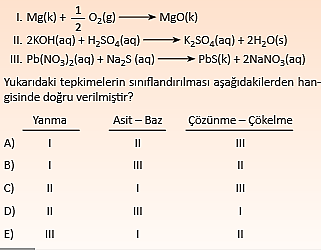 I. Mg(k) + 1/2 O₂(g) ⟶ MgO(k)
II. 2KOH(aq) + H₂SO₄(aq) ⟶ K₂SO₄(aq) + 2H₂O(s)
III. Pb(NO₃)₂(aq) + Na₂S (aq) ⟶ PbS(k) + 2NaNO₃(aq)
Yukarıdaki tepkimelerin sınıflandırılması aşağıdakilerden han-
gisinde doğru verilmiştir?
Yanma Asit – Baz Çözünme – Çökelme
A) I II III
B) I III II
C) II I III
D) II III I
E) III I II